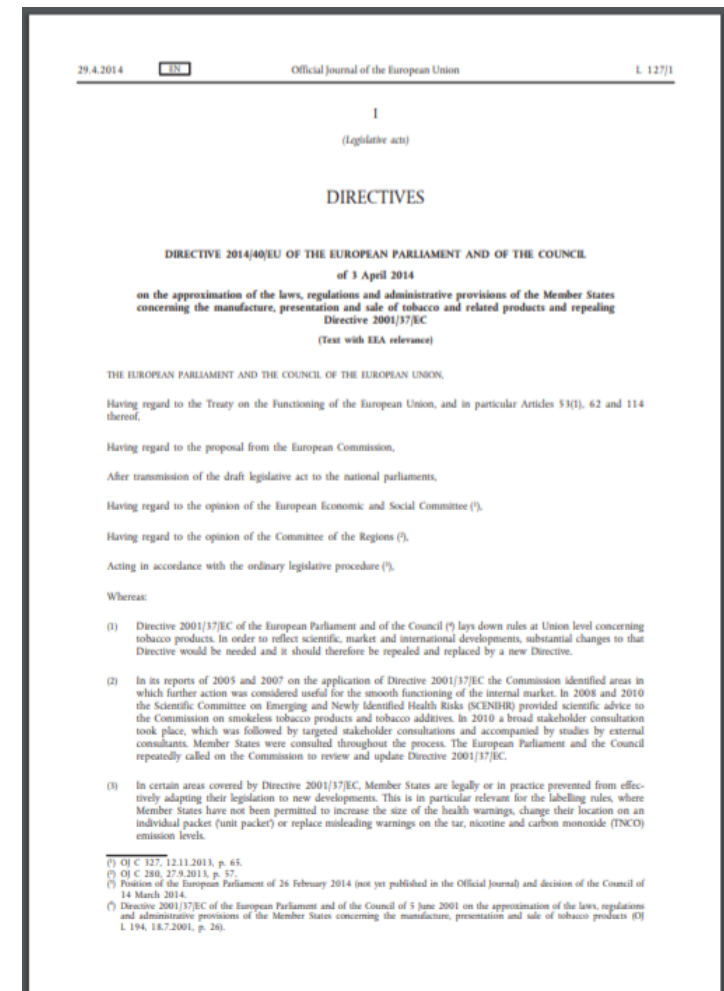 29.4.2014 EN Official Journal of the European Union L 127/1
I
(Legislative acts)
DIRECTIVES
DIRECTIVE 2014/40/EU OF THE EUROPEAN PARLIAMENT AND OF THE COUNCIL
of 3 April 2014
on the approximation of the laws, regulations and administrative provisions of the Member States
concerning the manufacture, presentation and sale of tobacco and related products and repealing
Directive 2001/37/EC
(Text with EEA relevance)
THE EUROPEAN PARLIAMENT AND THE COUNCIL OF THE EUROPEAN UNION,
Having regard to the Treaty on the Functioning of the European Union, and in particular Articles 53(1), 62 and 114
thereof,
Having regard to the proposal from the European Commission,
After transmission of the draft legislative act to the national parliaments,
Having regard to the opinion of the European Economic and Social Committee (¹),
Having regard to the opinion of the Committee of the Regions (²),
Acting in accordance with the ordinary legislative procedure (³),
Whereas:
(1) Directive 2001/37/EC of the European Parliament and of the Council (⁴) lays down rules at Union level concerning
tobacco products. In order to reflect scientific, market and international developments, substantial changes to that
Directive would be needed and it should therefore be repealed and replaced by a new Directive.
(2) In its reports of 2005 and 2007 on the application of Directive 2001/37/EC the Commission identified areas in
which further action was considered useful for the smooth functioning of the internal market. In 2008 and 2010
the Scientific Committee on Emerging and Newly Identified Health Risks (SCENIHR) provided scientific advice to
the Commission on smokeless tobacco products and tobacco additives. In 2010 a broad stakeholder consultation
took place, which was followed by targeted stakeholder consultations and accompanied by studies by external
consultants. Member States were consulted throughout the process. The European Parliament and the Council
repeatedly called on the Commission to review and update Directive 2001/37/EC.
(3) In certain areas covered by Directive 2001/37/EC, Member States are legally or in practice prevented from effec-
tively adapting their legislation to new developments. This is in particular relevant for the labelling rules, where
Member States have not been permitted to increase the size of the health warnings, change their location on an
individual packet ('unit packet') or replace misleading warnings on the tar, nicotine and carbon monoxide (TNCO)
emission levels.
(¹) OJ C 327, 12.11.2013, p. 65.
(²) OJ C 280, 27.9.2013, p. 57.
(³) Position of the European Parliament of 26 February 2014 (not yet published in the Official Journal) and decision of the Council of
14 March 2014.
(⁴) Directive 2001/37/EC of the European Parliament and of the Council of 5 June 2001 on the approximation of the laws, regulations
and administrative provisions of the Member States concerning the manufacture, presentation and sale of tobacco products (OJ
L 194, 18.7.2001, p. 26).